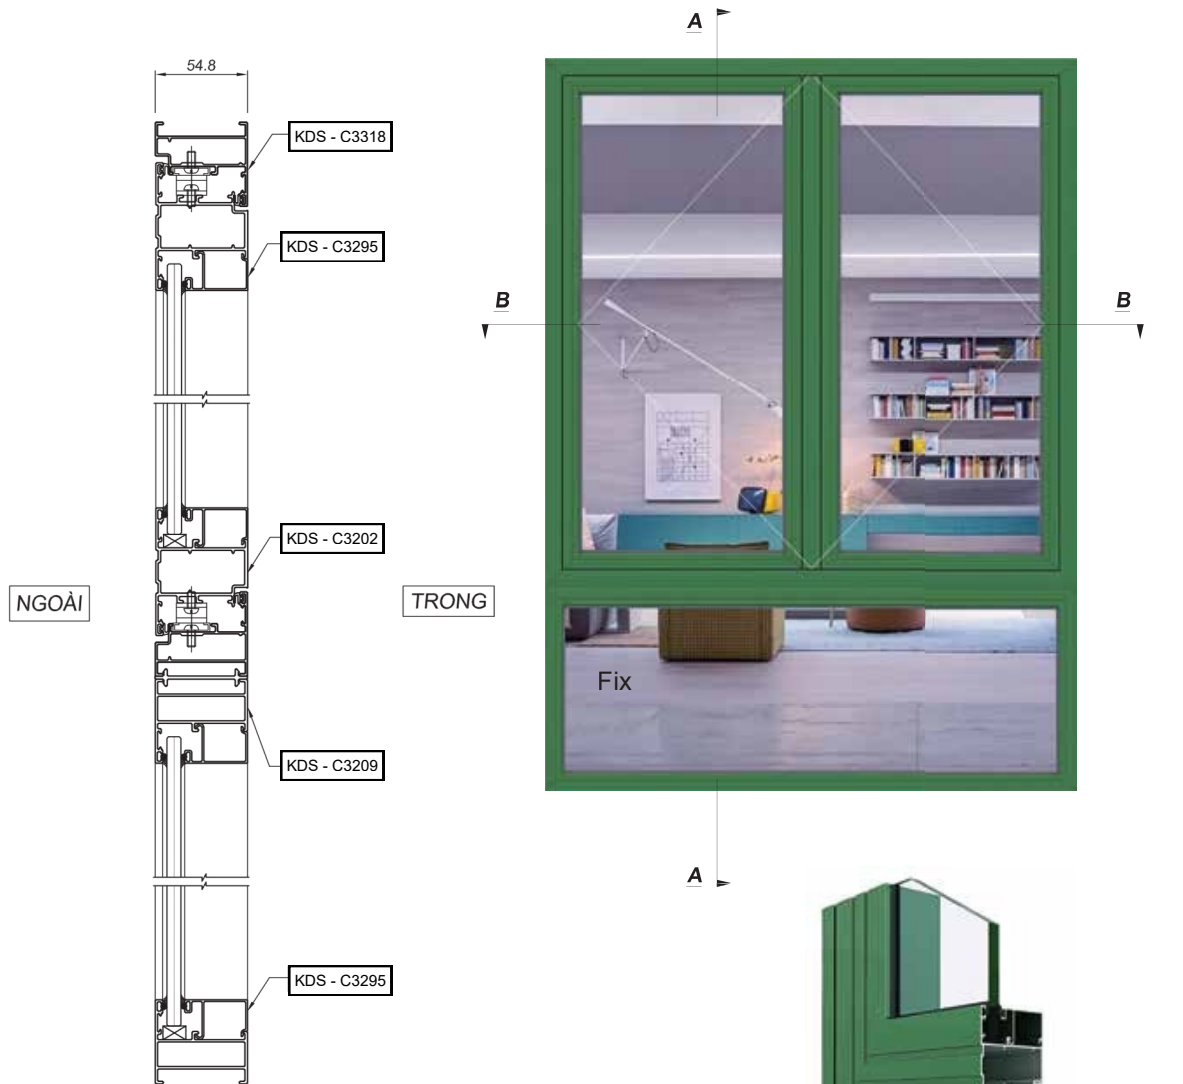 54.8
KDS - C3318
KDS - C3295
KDS - C3202
KDS - C3209
KDS - C3295
NGOÀI
TRONG
A
B
B
Fix
A